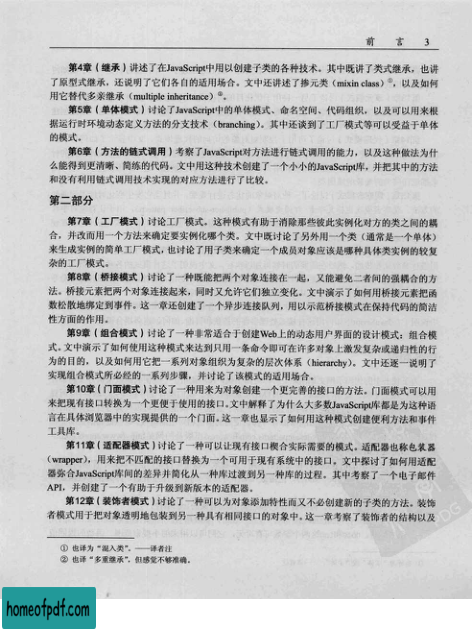 前 言 3
第4章（继承）讲述了在JavaScript中用以创建子类的各种技术。其中既讲了类式继承，也讲
了原型式继承，还说明了它们各自的适用场合。文中还讲述了掺元类（mixin class）①，以及如何
用它替代多亲继承（multiple inheritance）②。
第5章（单体模式）讨论了JavaScript中的单体模式、命名空间、代码组织，以及可以用来根
据运行时环境动态定义方法的分支技术（branching）。其中还谈到了工厂模式等可以受益于单体
的模式。
第6章（方法的链式调用）考察了JavaScript对方法进行链式调用的能力，以及这种做法为什
么能得到更清晰、简练的代码。文中用这种技术创建了一个小小的JavaScript库，并把其中的方法
和没有利用链式调用技术实现的对应方法进行了比较。
第二部分
第7章（工厂模式）讨论工厂模式。这种模式有助于消除那些彼此实例化对方的类之间的耦
合，并改而用一个方法来确定要实例化哪个类。文中既讨论了另外用一个类（通常是一个单体）
来生成实例的简单工厂模式，也讨论了用子类来确定一个成员对象应该是哪种具体类实例的较复
杂的工厂模式。
第8章（桥接模式）讨论了一种既能把两个对象连接在一起，又能避免二者间的强耦合的方
法。桥接元素把两个对象连接起来，同时又允许它们独立变化。文中演示了如何用桥接元素把函
数松散地绑定到事件。这一章还创建了一个异步连接队列，用以示范桥接模式在保持代码的简洁
性方面的作用。
第9章（组合模式）讨论了一种非常适合于创建Web上的动态用户界面的设计模式：组合模
式。文中演示了如何使用这种模式来达到只用一条命令即可在许多对象上激发复杂或递归的行
为的目的，以及如何用它把一系列对象组织为复杂的层次体系（hierarchy）。文中还逐一说明了
实现组合模式所必经的一系列步骤，并讨论了该模式的适用场合。
第10章（门面模式）讨论了一种用来为对象创建一个更完善的接口的方法。门面模式可以用
来把现有接口转换为一个更便于使用的接口。文中解释了为什么大多数JavaScript库都是为这种语
言在具体浏览器中的实现提供的一个门面。这一章也显示了如何用这种模式创建便利方法和事件
工具库。
第11章（适配器模式）讨论了一种可以让现有接口契合实际需要的模式。适配器也称包装器
（wrapper），用来把不匹配的接口替换为一个可用于现有系统中的接口。文中探讨了如何用适配
器弥合JavaScript库间的差异并简化从一种库过渡到另一种库的过程。其中考察了一个电子邮件
API，并创建了一个有助于升级到新版本的适配器。
第12章（装饰者模式）讨论了一种可以为对象添加特性而又不必创建新的子类的方法。装饰
者模式用于把对象透明地包装到另一种具有相同接口的对象中。这一章考察了装饰者的结构以及
① 也译为“混入类”。——译者注
② 也译“多重继承”，但感觉不够准确。
homeofpdf.com